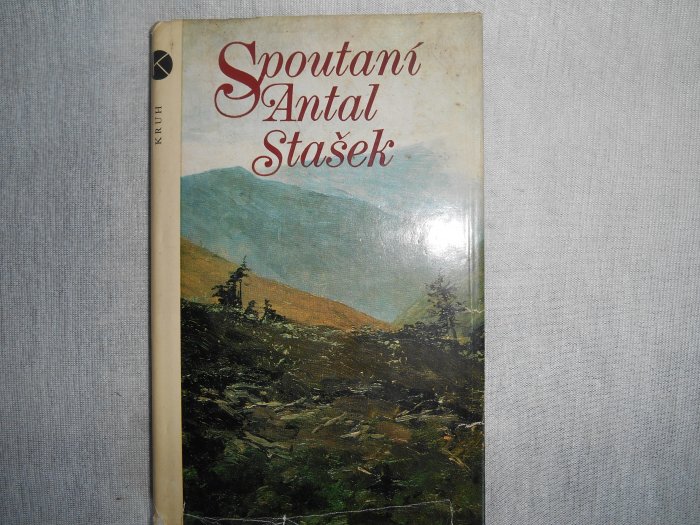 Spoutaní
Antal
Stašek
KRUH